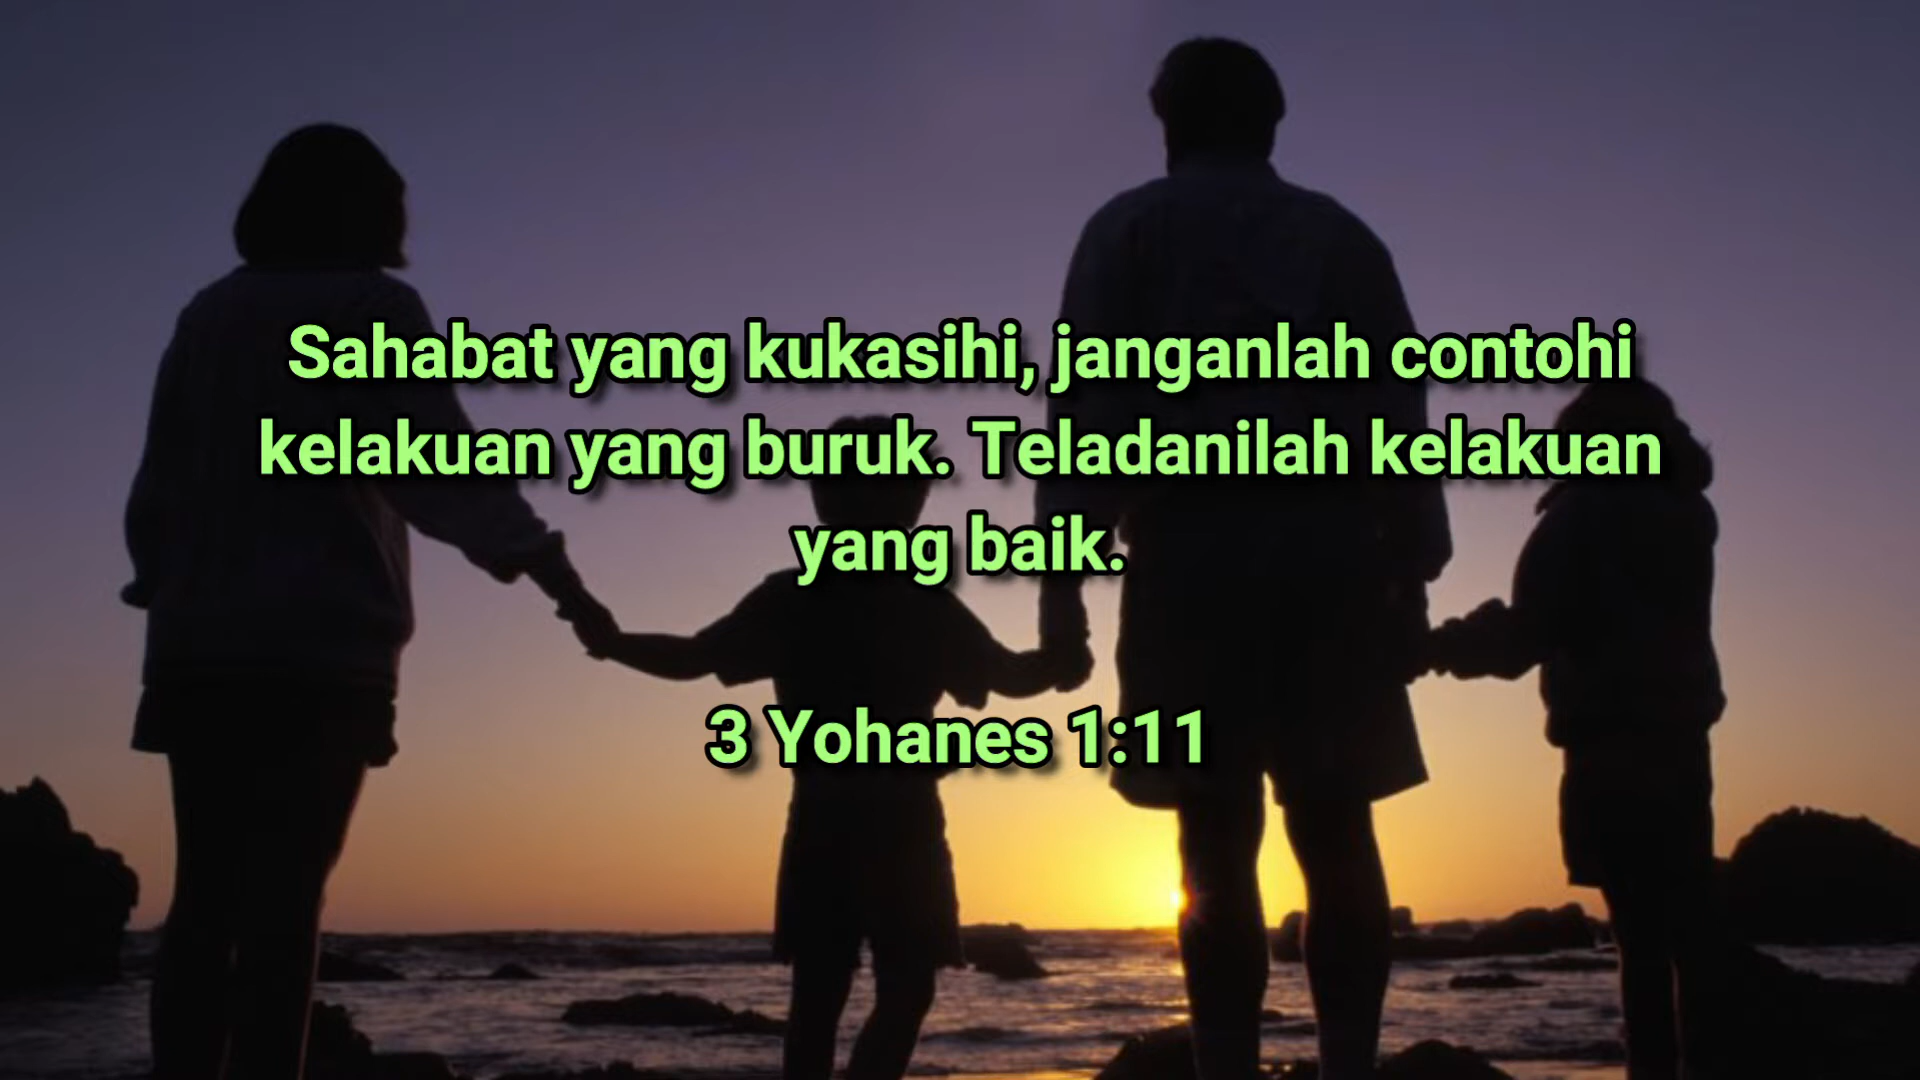 Sahabat yang kukasihi, janganlah contohi
kelakuan yang buruk. Teladanilah kelakuan
yang baik.
3 Yohanes 1:11